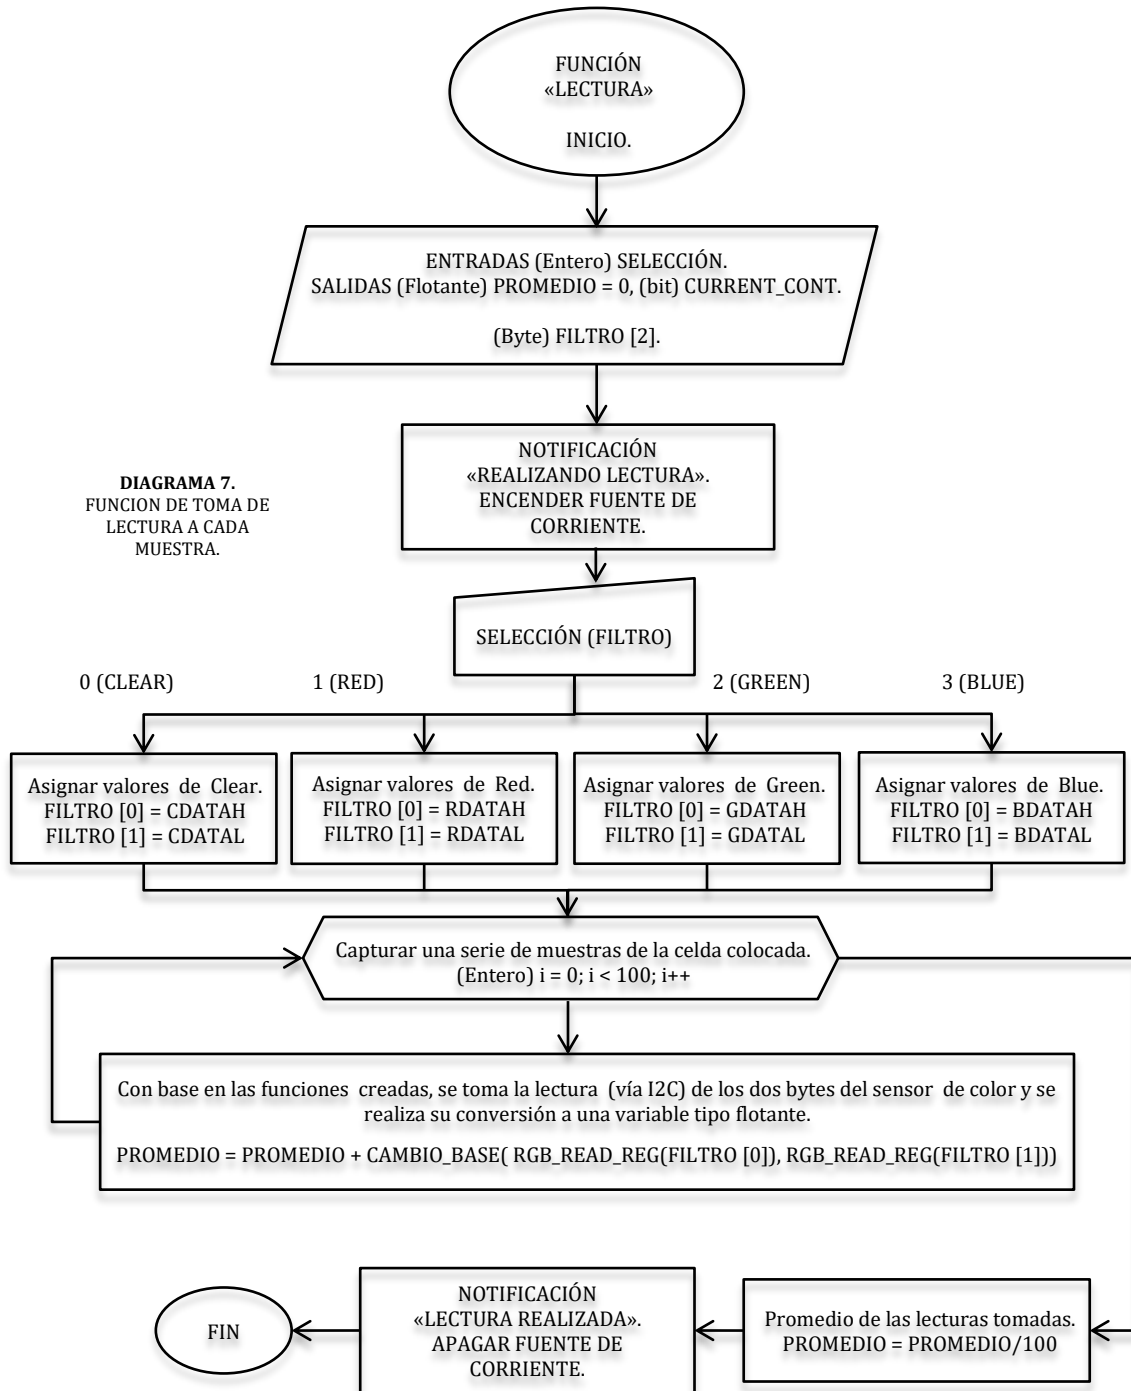 FUNCIÓN
«LECTURA»
INICIO.
ENTRADAS (Entero) SELECCIÓN.
SALIDAS (Flotante) PROMEDIO = 0, (bit) CURRENT_CONT.
(Byte) FILTRO [2].
NOTIFICACIÓN
«REALIZANDO LECTURA».
ENCENDER FUENTE DE
CORRIENTE.
DIAGRAMA 7.
FUNCION DE TOMA DE
LECTURA A CADA
MUESTRA.
SELECCIÓN (FILTRO)
0 (CLEAR)
1 (RED)
2 (GREEN)
3 (BLUE)
Asignar valores de Clear.
FILTRO [0] = CDATAH
FILTRO [1] = CDATAL
Asignar valores de Red.
FILTRO [0] = RDATAH
FILTRO [1] = RDATAL
Asignar valores de Green.
FILTRO [0] = GDATAH
FILTRO [1] = GDATAL
Asignar valores de Blue.
FILTRO [0] = BDATAH
FILTRO [1] = BDATAL
Capturar una serie de muestras de la celda colocada.
(Entero) i = 0; i < 100; i++
Con base en las funciones creadas, se toma la lectura (vía I2C) de los dos bytes del sensor de color y se
realiza su conversión a una variable tipo flotante.
PROMEDIO = PROMEDIO + CAMBIO_BASE( RGB_READ_REG(FILTRO [0]), RGB_READ_REG(FILTRO [1]))
FIN
NOTIFICACIÓN
«LECTURA REALIZADA».
APAGAR FUENTE DE
CORRIENTE.
Promedio de las lecturas tomadas.
PROMEDIO = PROMEDIO/100